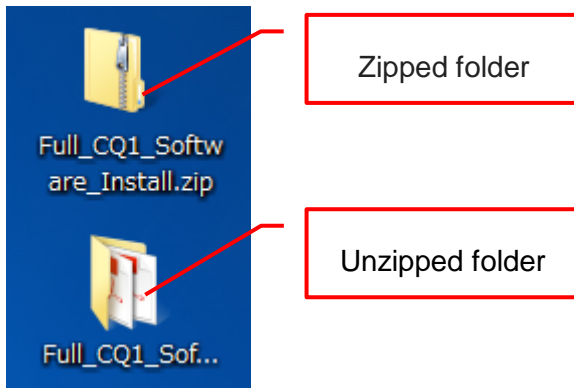 Zipped folder
Full_CQ1_Softw
are_Install.zip
Unzipped folder
Full_CQ1_Sof...